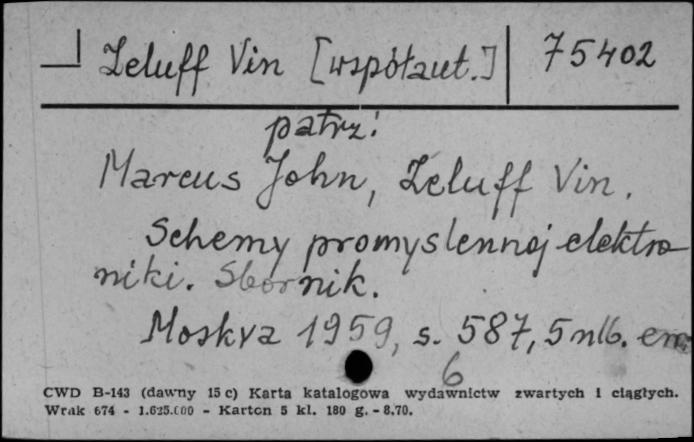 Zeluff Vin [współaut.] 75402
patrz:
Marcus John, Zeluff Vin.
Schemy promyslennoj elektro-
niki. Sbornik.
Moskva 1959, s. 587, 5 nlb.
6
CWD B-143 (dawny 15 c) Karta katalogowa wydawnictw zwartych i ciągłych.
Wrak 674 - 1.625.000 - Karton 5 kl. 180 g. - 8,70.